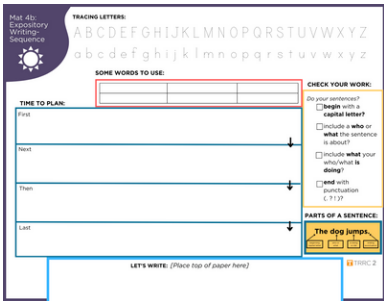 Mat 4b:
Expository
Writing-
Sequence
TRACING LETTERS:
ABCDEFGHIJKLMNOPQRSTUVWXYZ
abcdefghijklmnopqrstuvwxyz
SOME WORDS TO USE:
TIME TO PLAN:
First
Next
Then
Last
CHECK YOUR WORK:
Do your sentences?
begin with a
capital letter?
include a who or
what the sentence
is about?
include what your
who/what is
doing?
end with
punctuation
(. ? ! )?
PARTS OF A SENTENCE:
The dog jumps.
TRRC 2
LET'S WRITE: [Place top of paper here]